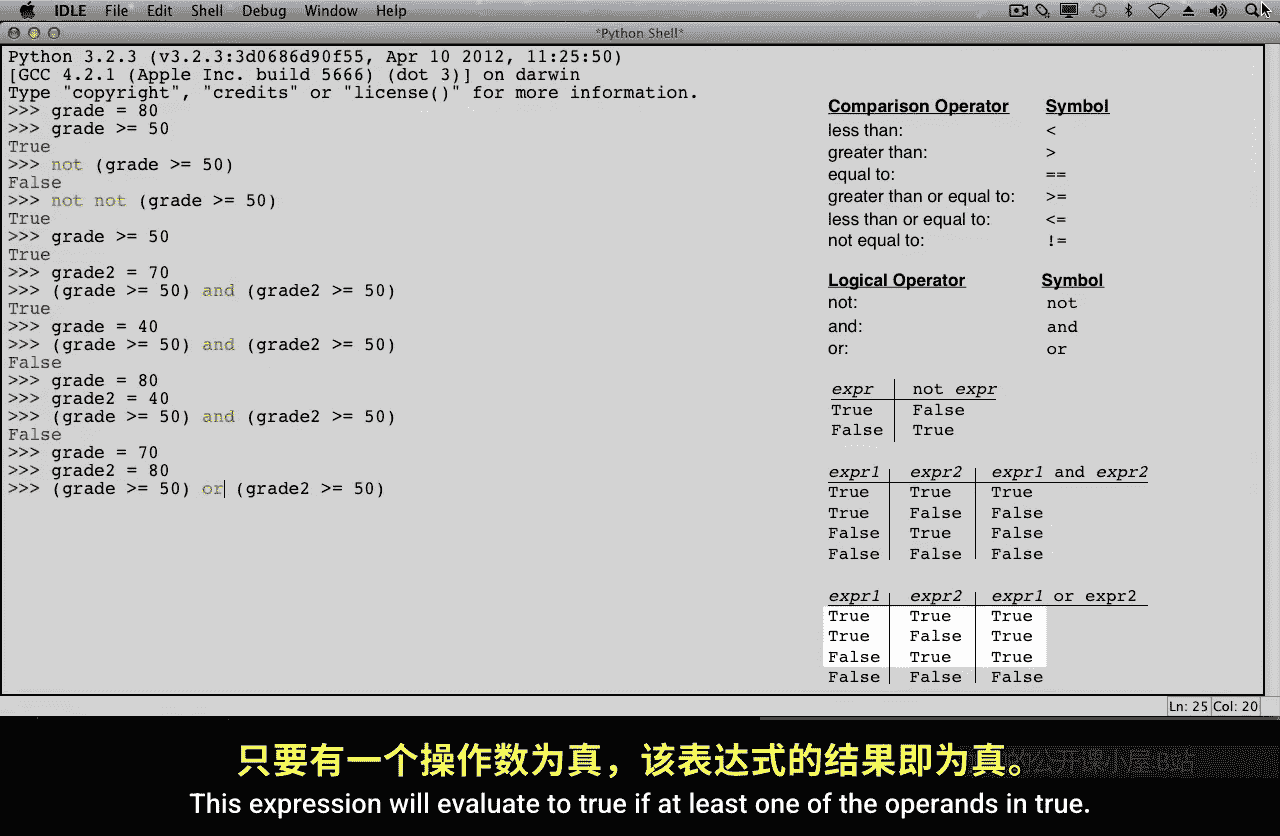 IDLE File Edit Shell Debug Window Help
*Python Shell*
Python 3.2.3 (v3.2.3:3d0686d90f55, Apr 10 2012, 11:25:50)
[GCC 4.2.1 (Apple Inc. build 5666) (dot 3)] on darwin
Type "copyright", "credits" or "license()" for more information.
>>> grade = 80
>>> grade >= 50
True
>>> not (grade >= 50)
False
>>> not not (grade >= 50)
True
>>> grade >= 50
True
>>> grade2 = 70
>>> (grade >= 50) and (grade2 >= 50)
True
>>> grade = 40
>>> (grade >= 50) and (grade2 >= 50)
False
>>> grade = 80
>>> grade2 = 40
>>> (grade >= 50) and (grade2 >= 50)
False
>>> grade = 70
>>> grade2 = 80
>>> (grade >= 50) or (grade2 >= 50)
Comparison Operator Symbol
less than: <
greater than: >
equal to: ==
greater than or equal to: >=
less than or equal to: <=
not equal to: !=
Logical Operator Symbol
not: not
and: and
or: or
expr not expr
True False
False True
expr1 expr2 expr1 and expr2
True True True
True False False
False True False
False False False
expr1 expr2 expr1 or expr2
True True True
True False True
False True True
False False False
Ln: 25 Col: 20
只要有一个操作数为真，该表达式的结果即为真。
的公开课小屋B站
This expression will evaluate to true if at least one of the operands in true.